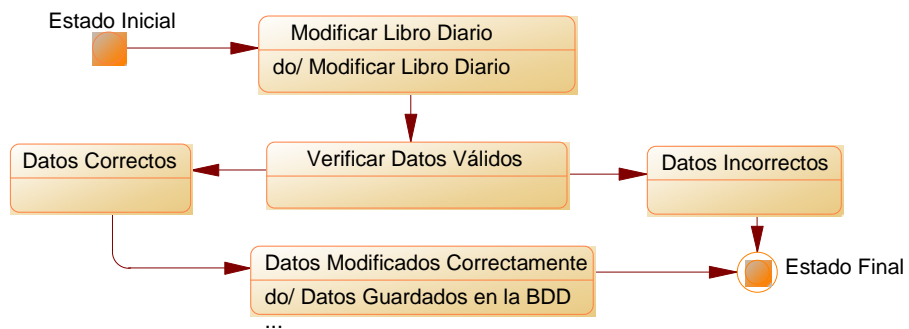 Estado Inicial
Modificar Libro Diario
do/ Modificar Libro Diario
Datos Correctos
Verificar Datos Válidos
Datos Incorrectos
Datos Modificados Correctamente
do/ Datos Guardados en la BDD
...
Estado Final